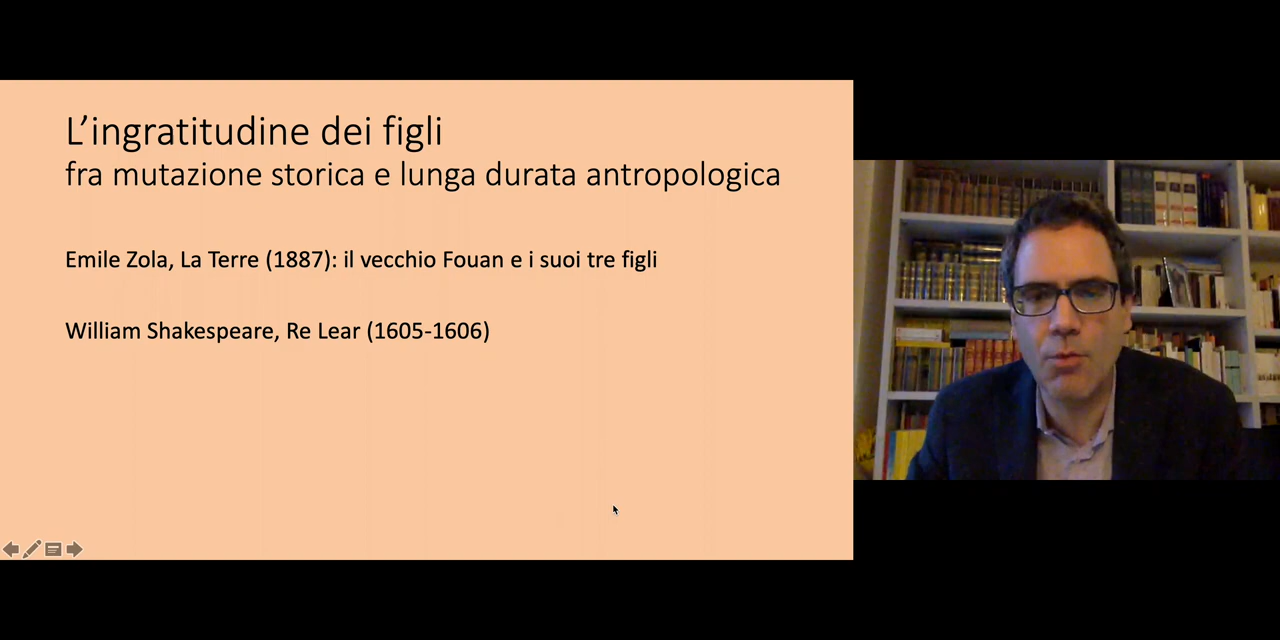 L’ingratitudine dei figli
fra mutazione storica e lunga durata antropologica
Emile Zola, La Terre (1887): il vecchio Fouan e i suoi tre figli
William Shakespeare, Re Lear (1605-1606)